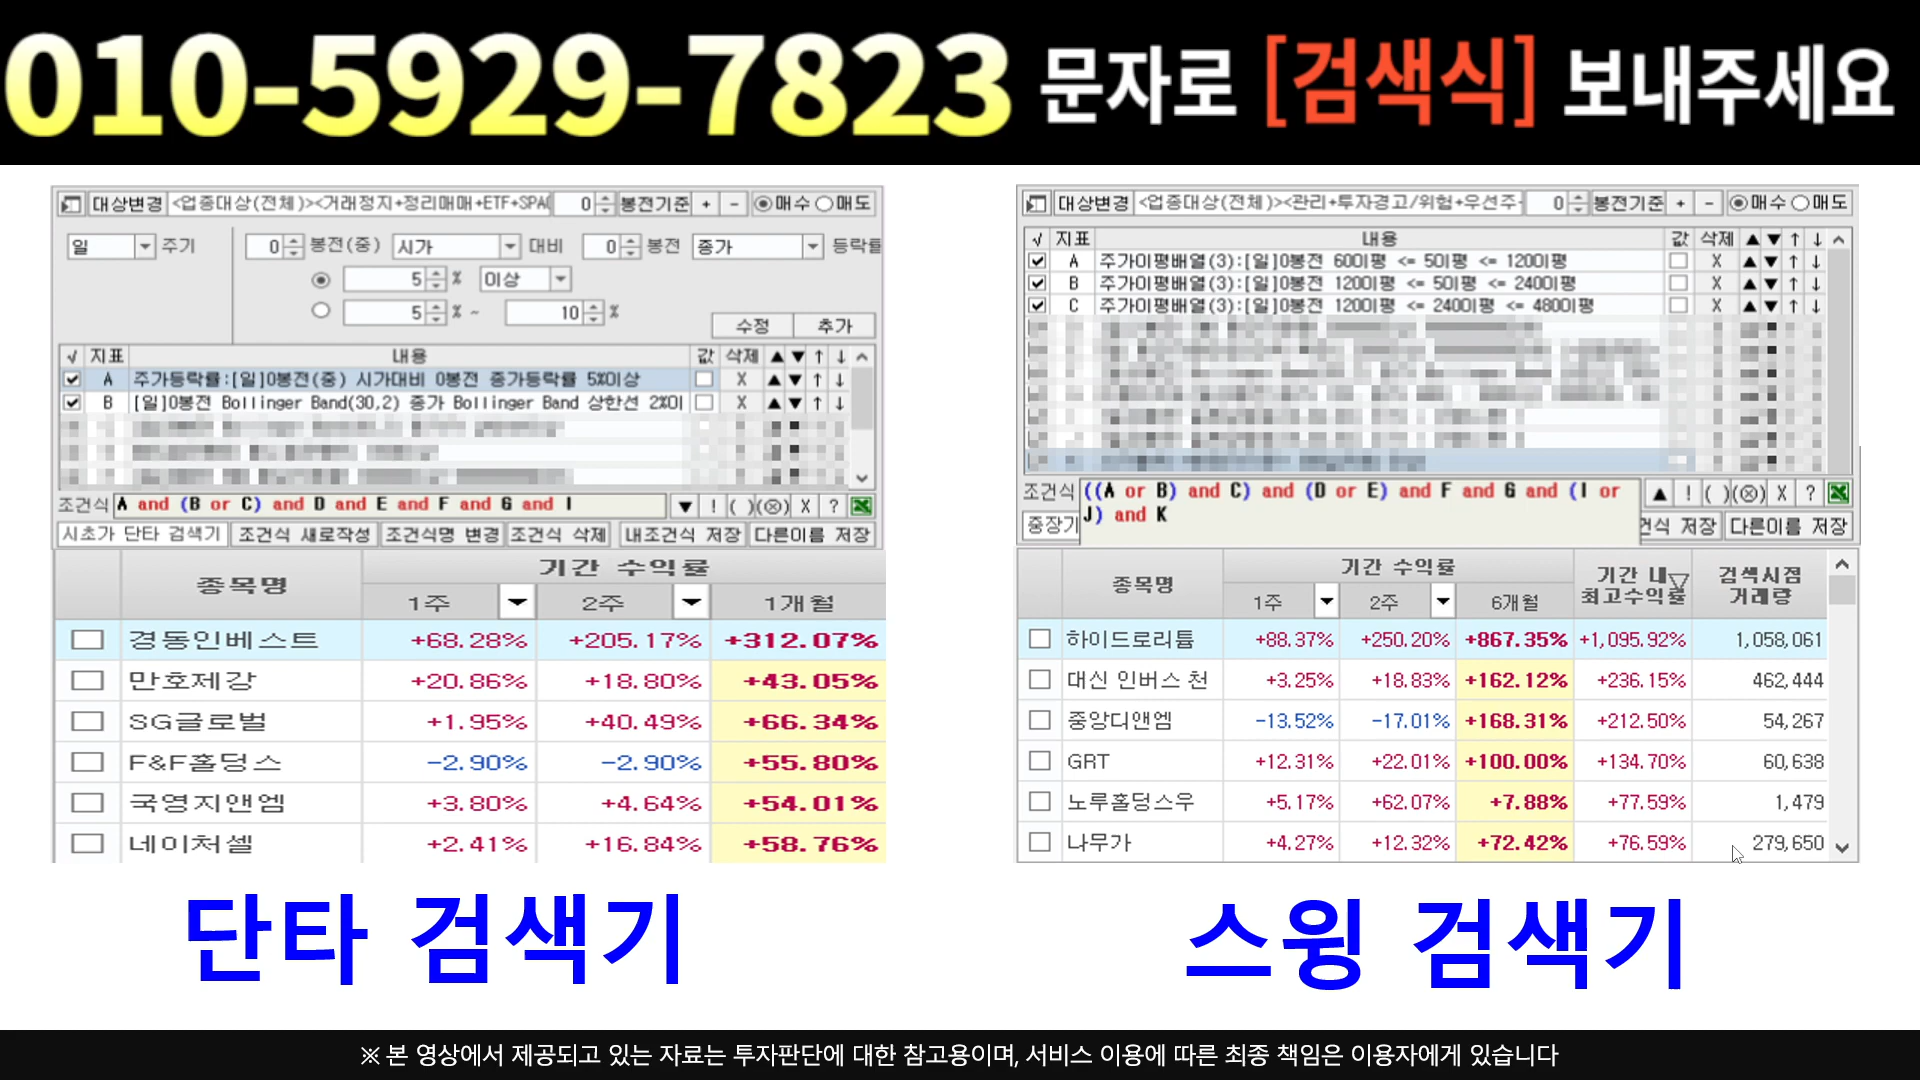 010-5929-7823 문자로 [검색식] 보내주세요
대상변경 <업종대상(전체)><거래정지+정리매매+ETF+SPA 0 봉전기준 + - 매수 매도
일 주기 0 봉전(중) 시가 대비 0 봉전 종가 등락률
5 % 이상
5 % ~ 10 %
수정 추가
√ 지표 내용 값 삭제 ▲ ▼ ↑ ↓
A 주가등락률:[일]0봉전(중) 시가대비 0봉전 종가등락률 5%이상 X ▲ ▼ ↑ ↓
B [일]0봉전 Bollinger Band(30,2) 종가 Bollinger Band 상한선 2%이 X ▲ ▼ ↑ ↓
조건식 A and (B or C) and D and E and F and G and I ▼ ! ( ) (⊗) X ?
시초가 단타 검색기 조건식 새로작성 조건식명 변경 조건식 삭제 내조건식 저장 다른이름 저장
종목명 기간 수익률
1주 2주 1개월
경동인베스트 +68.28% +205.17% +312.07%
만호제강 +20.86% +18.80% +43.05%
SG글로벌 +1.95% +40.49% +66.34%
F&F홀딩스 -2.90% -2.90% +55.80%
국영지앤엠 +3.80% +4.64% +54.01%
네이처셀 +2.41% +16.84% +58.76%
단타 검색기
대상변경 <업종대상(전체)><관리+투자경고/위험+우선주+ 0 봉전기준 + - 매수 매도
√ 지표 내용 값 삭제 ▲ ▼ ↑ ↓
A 주가이평배열(3):[일]0봉전 60이평 <= 5이평 <= 120이평 X ▲ ▼ ↑ ↓
B 주가이평배열(3):[일]0봉전 120이평 <= 5이평 <= 240이평 X ▲ ▼ ↑ ↓
C 주가이평배열(3):[일]0봉전 120이평 <= 240이평 <= 480이평 X ▲ ▼ ↑ ↓
조건식 ((A or B) and C) and (D or E) and F and G and (I or ▲ ! ( ) (⊗) X ?
중장기 J) and K 건식 저장 다른이름 저장
종목명 기간 수익률 기간 내 최고수익률 검색시점 거래량
1주 2주 6개월
하이드로리튬 +88.37% +250.20% +867.35% +1,095.92% 1,058,061
대신 인버스 천 +3.25% +18.83% +162.12% +236.15% 462,444
중앙디앤엠 -13.52% -17.01% +168.31% +212.50% 54,267
GRT +12.31% +22.01% +100.00% +134.70% 60,638
노루홀딩스우 +5.17% +62.07% +7.88% +77.59% 1,479
나무가 +4.27% +12.32% +72.42% +76.59% 279,650
스윙 검색기
※ 본 영상에서 제공되고 있는 자료는 투자판단에 대한 참고용이며, 서비스 이용에 따른 최종 책임은 이용자에게 있습니다